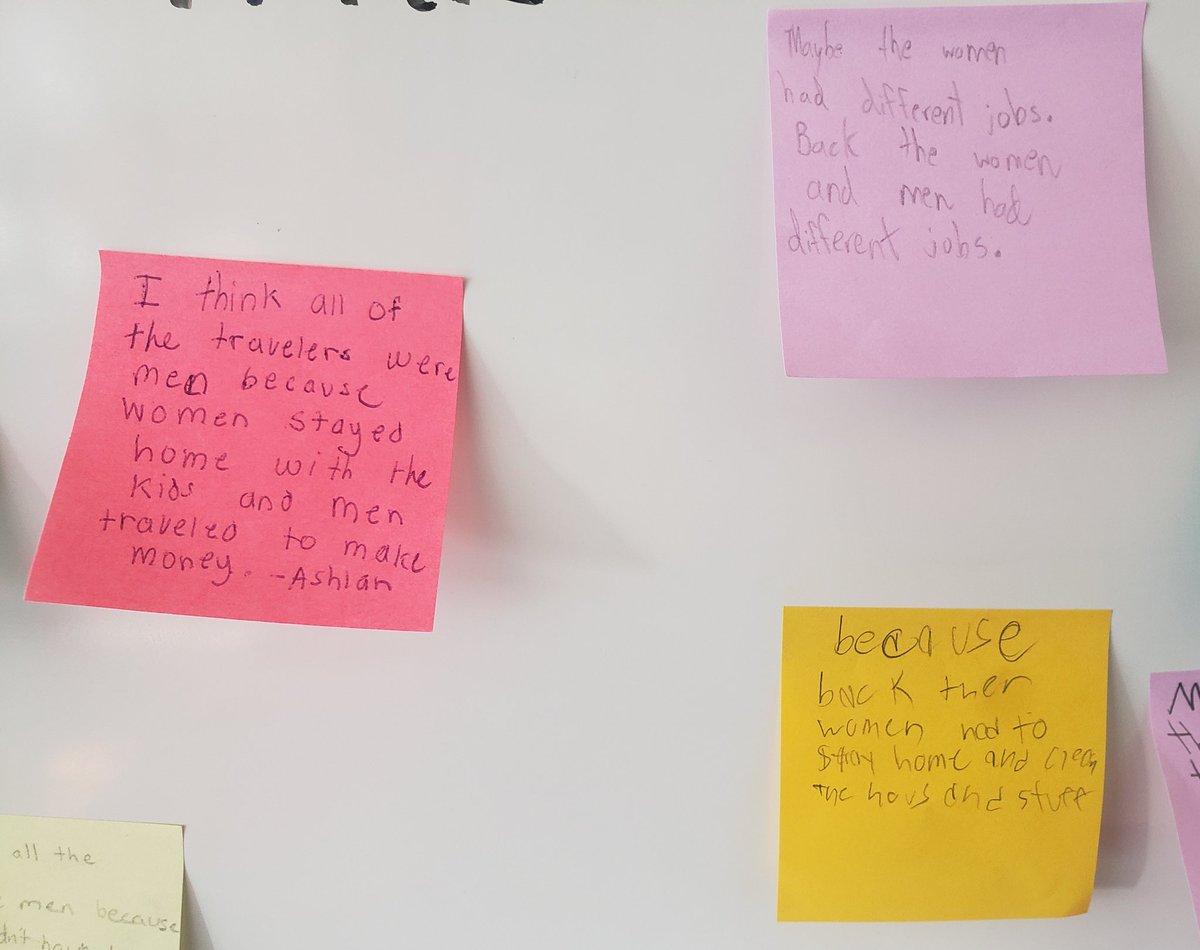 I think all of
the travelers were
men because
women stayed
home with the
kids and men
traveled to make
money. -Ashlan
Maybe the women
had different jobs.
Back the women
and men had
different jobs.
because
back then
women had to
stay home and clean
the hous and stuff
all the
men because